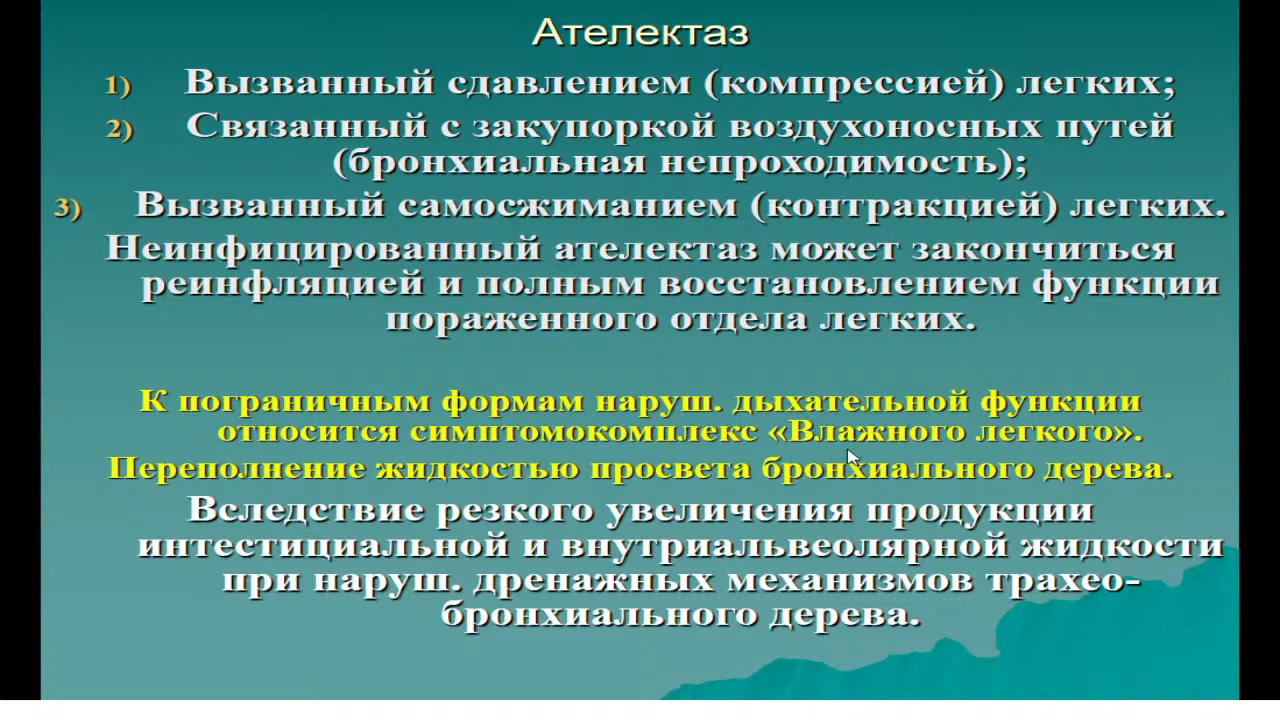 Ателектаз
1) Вызванный сдавлением (компрессией) легких;
2) Связанный с закупоркой воздухоносных путей
(бронхиальная непроходимость);
3) Вызванный самосжиманием (контракцией) легких.
Неинфицированный ателектаз может закончиться
реинфляцией и полным восстановлением функции
пораженного отдела легких.
К пограничным формам наруш. дыхательной функции
относится симптомокомплекс «Влажного легкого».
Переполнение жидкостью просвета бронхиального дерева.
Вследствие резкого увеличения продукции
интестициальной и внутриальвеолярной жидкости
при наруш. дренажных механизмов трахео-
бронхиального дерева.